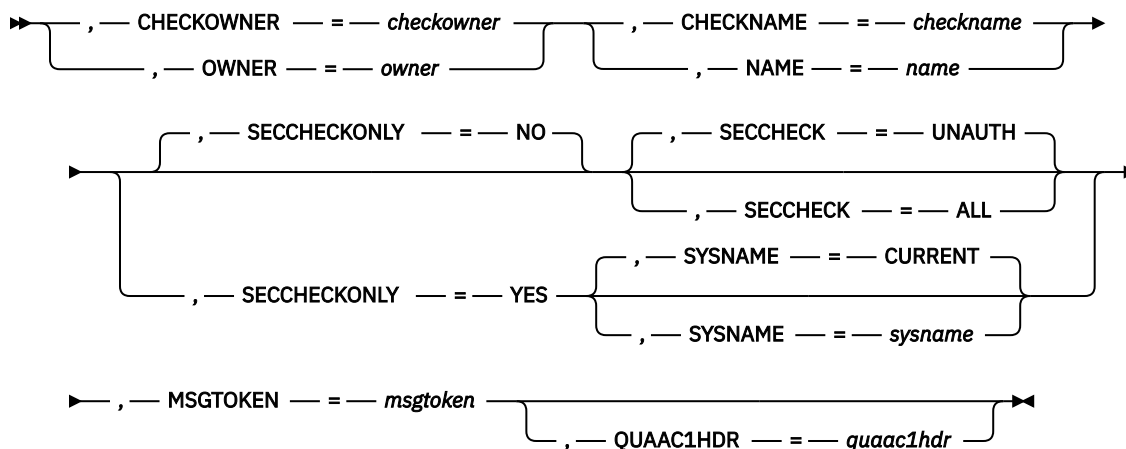 , CHECKOWNER = checkowner , CHECKNAME = checkname
, OWNER = owner , NAME = name
, SECCHECKONLY = NO , SECCHECK = UNAUTH
, SECCHECK = ALL
, SYSNAME = CURRENT
, SECCHECKONLY = YES
, SYSNAME = sysname
, MSGTOKEN = msgtoken
, QUAAC1HDR = quaac1hdr